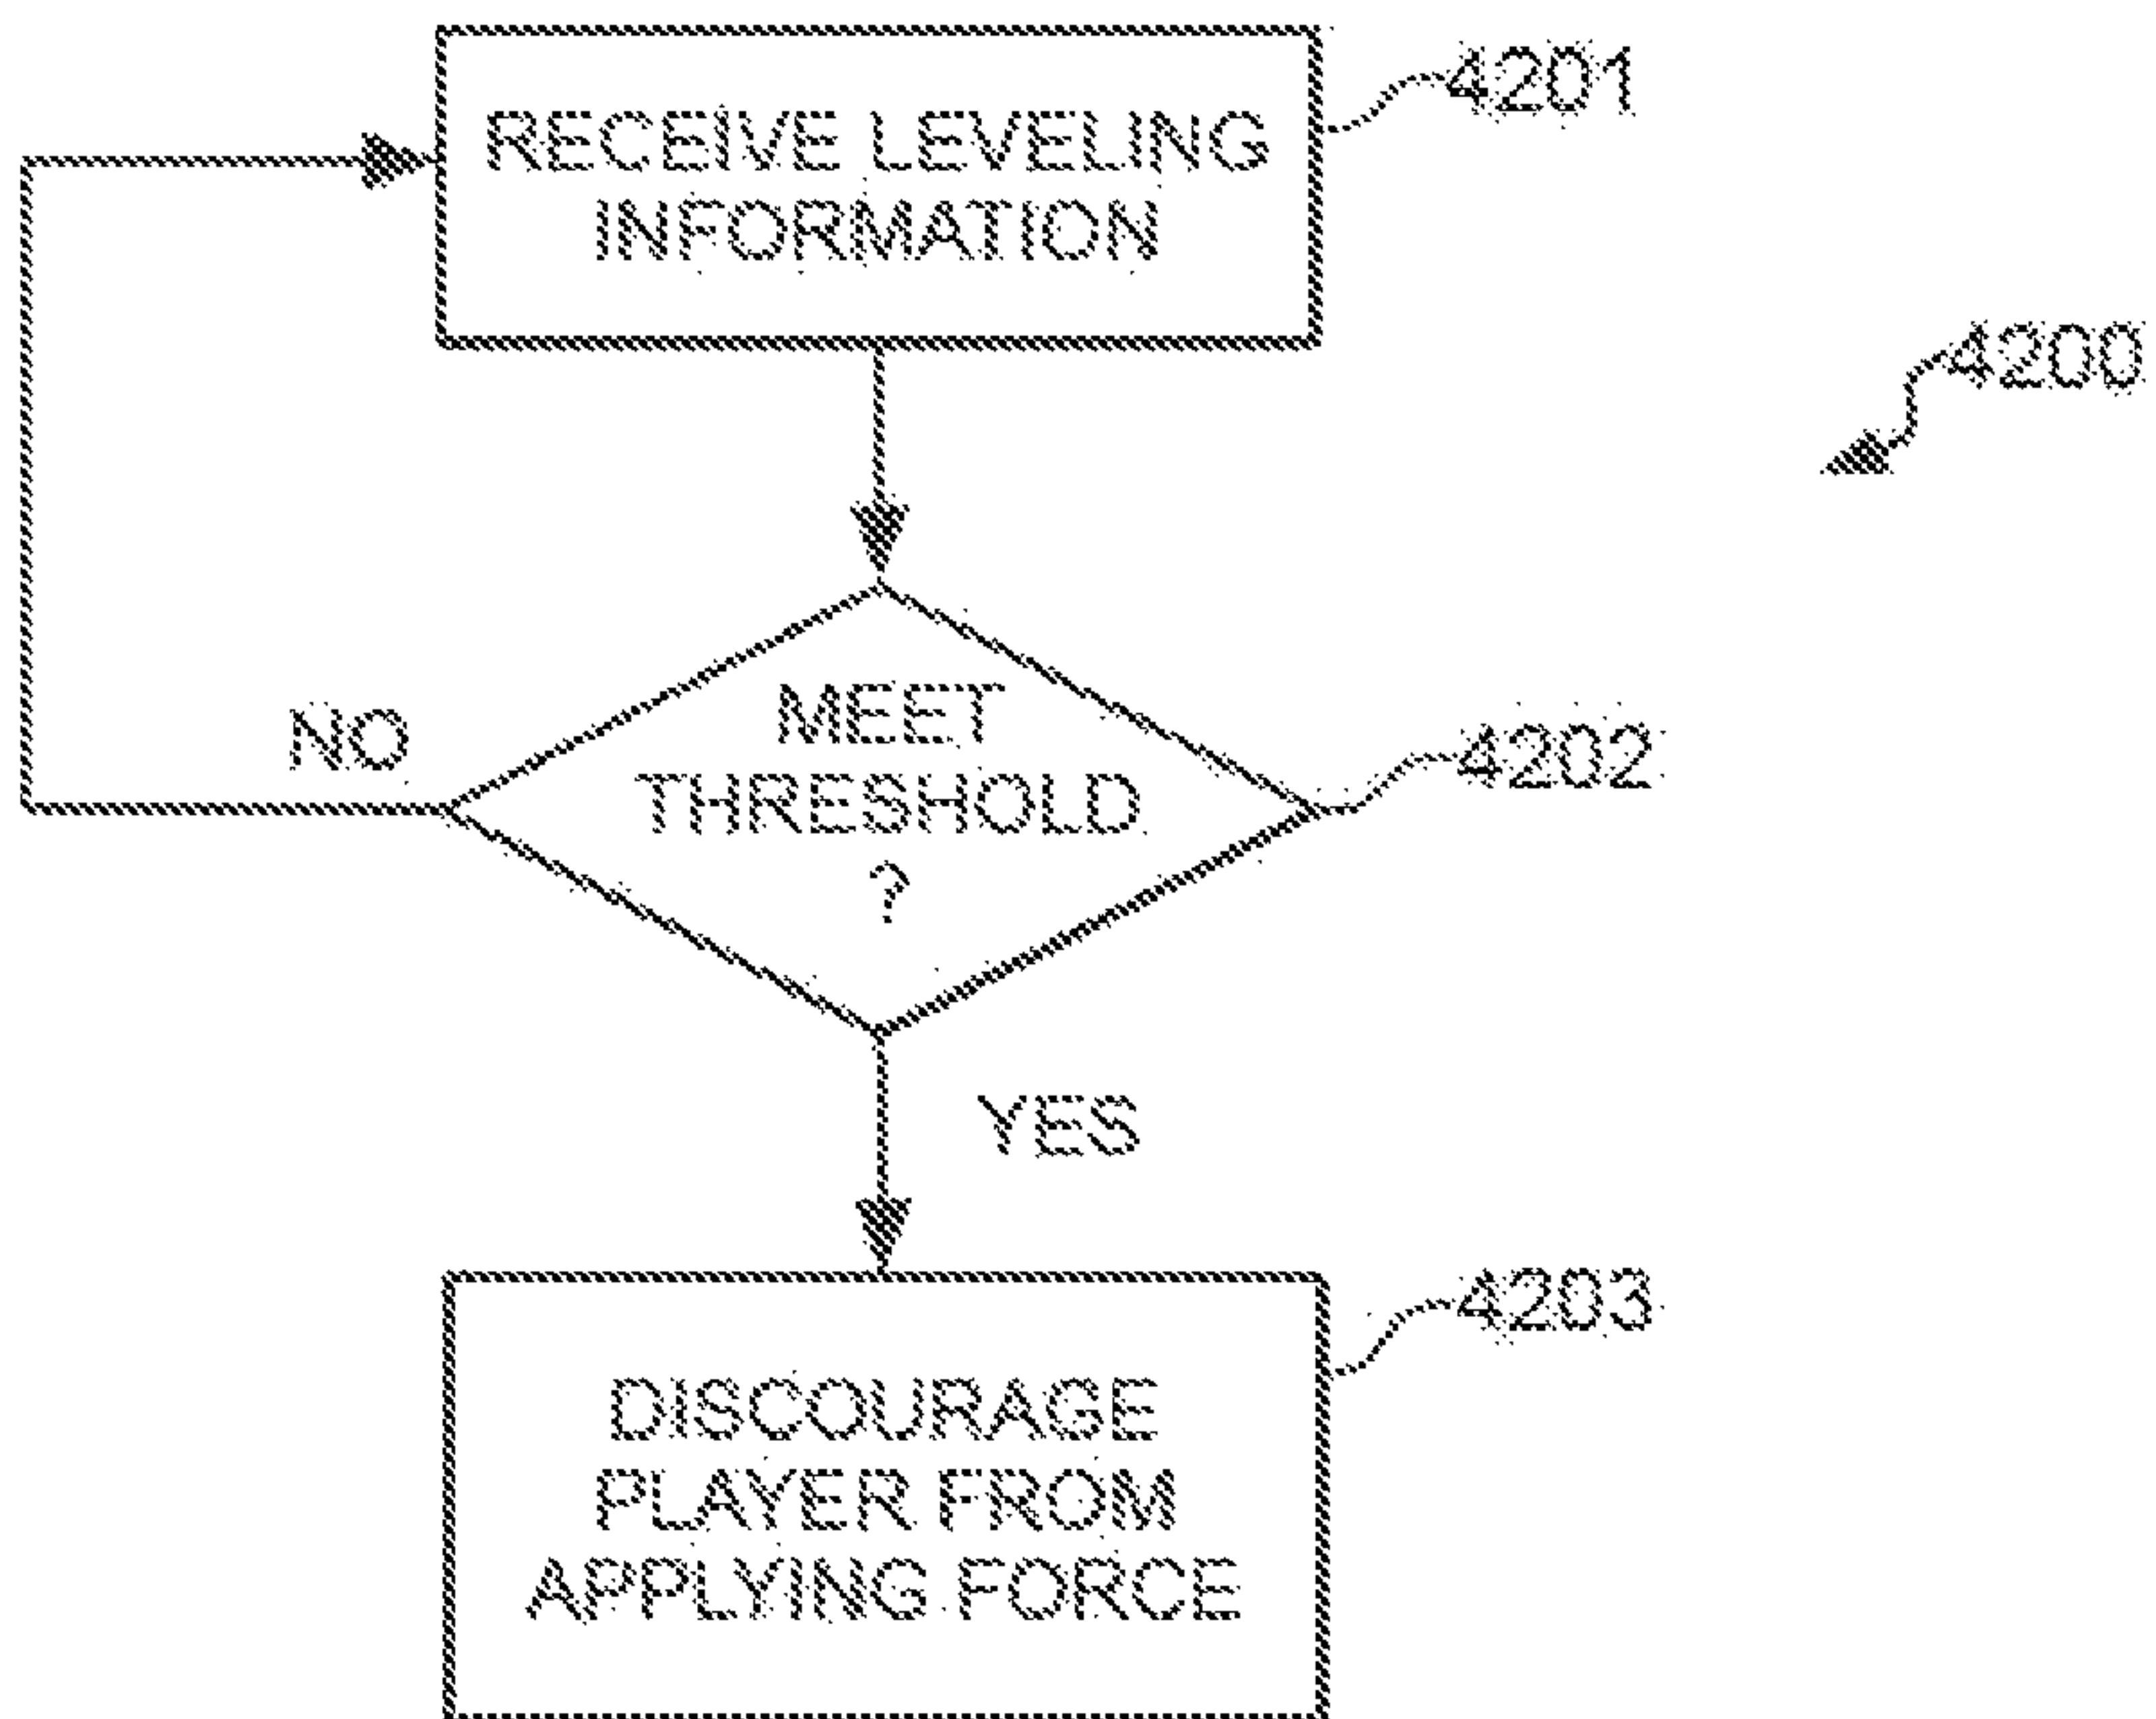 4201
RECEIVE LEVELING
INFORMATION
4200
MEET
THRESHOLD
?
NO
4202
YES
4203
DISCOURAGE
PLAYER FROM
APPLYING FORCE